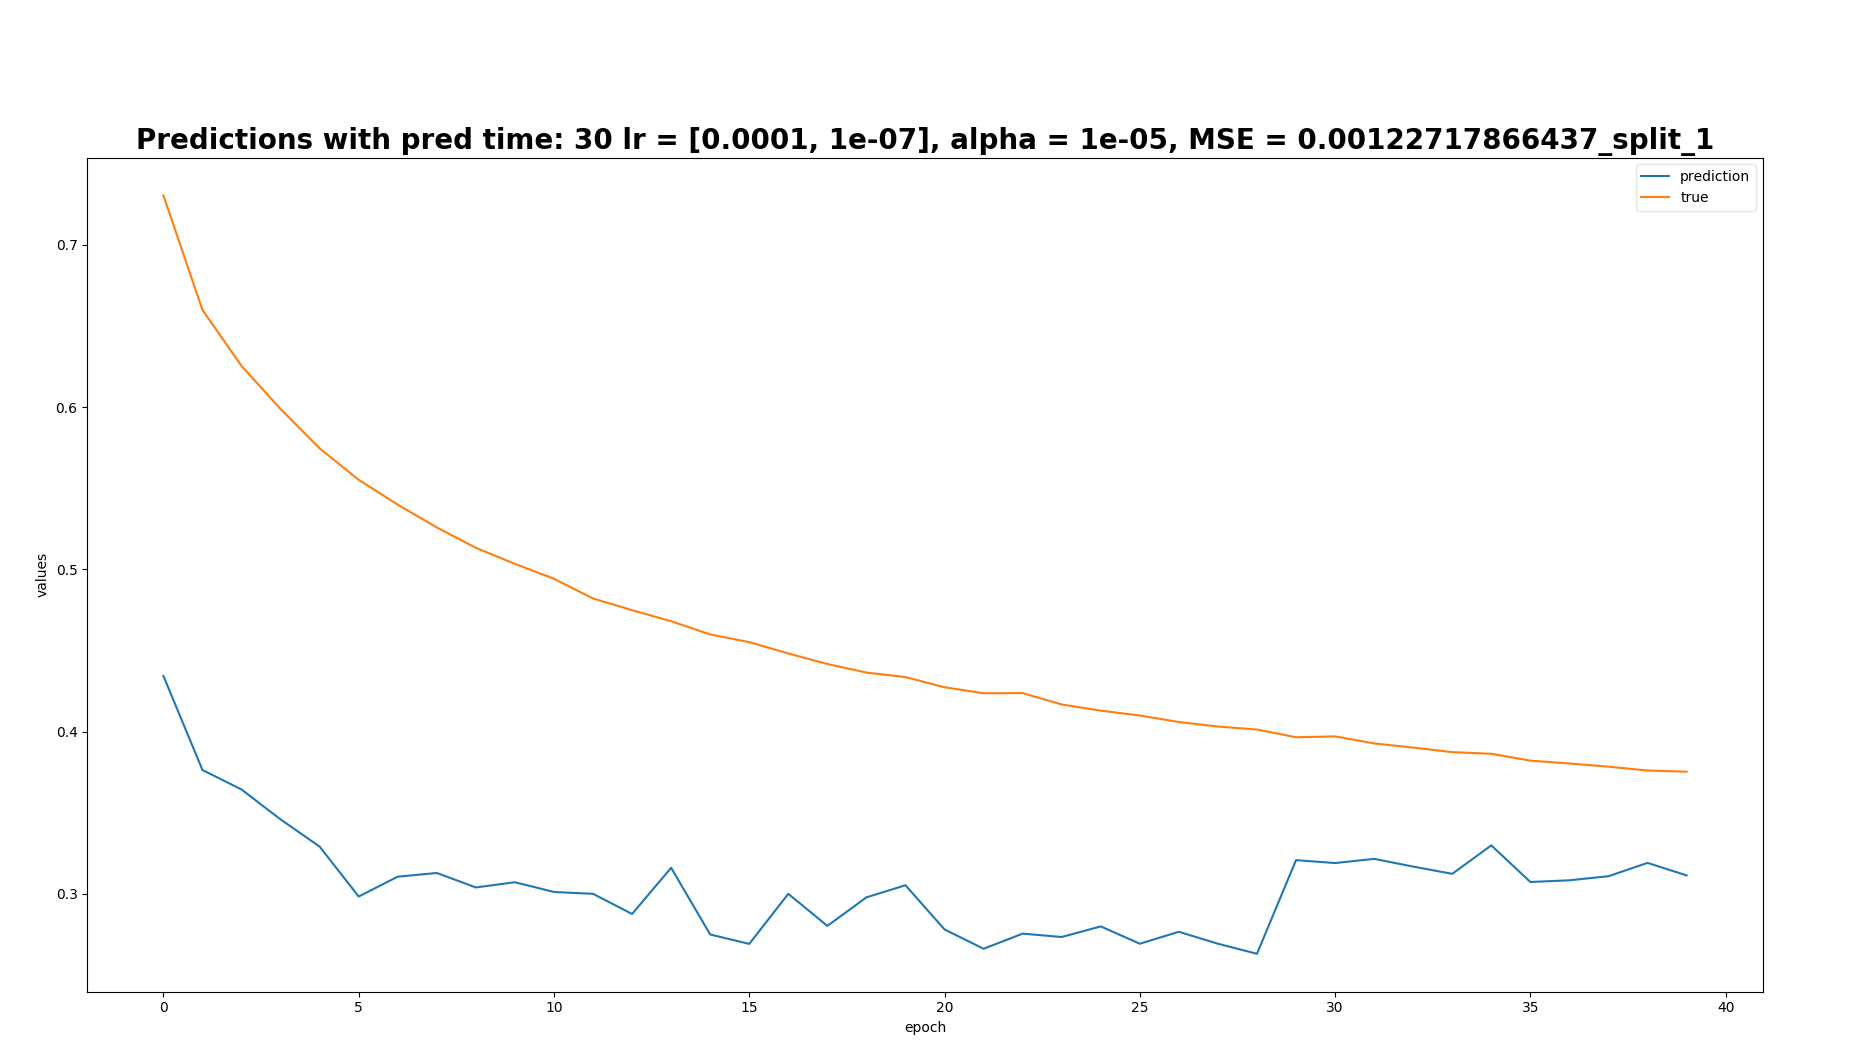 Predictions with pred time: 30 lr = [0.0001, 1e-07], alpha = 1e-05, MSE = 0.00122717866437_split_1
prediction
true
0.7
0.6
0.5
0.4
0.3
values
0 5 10 15 20 25 30 35 40
epoch